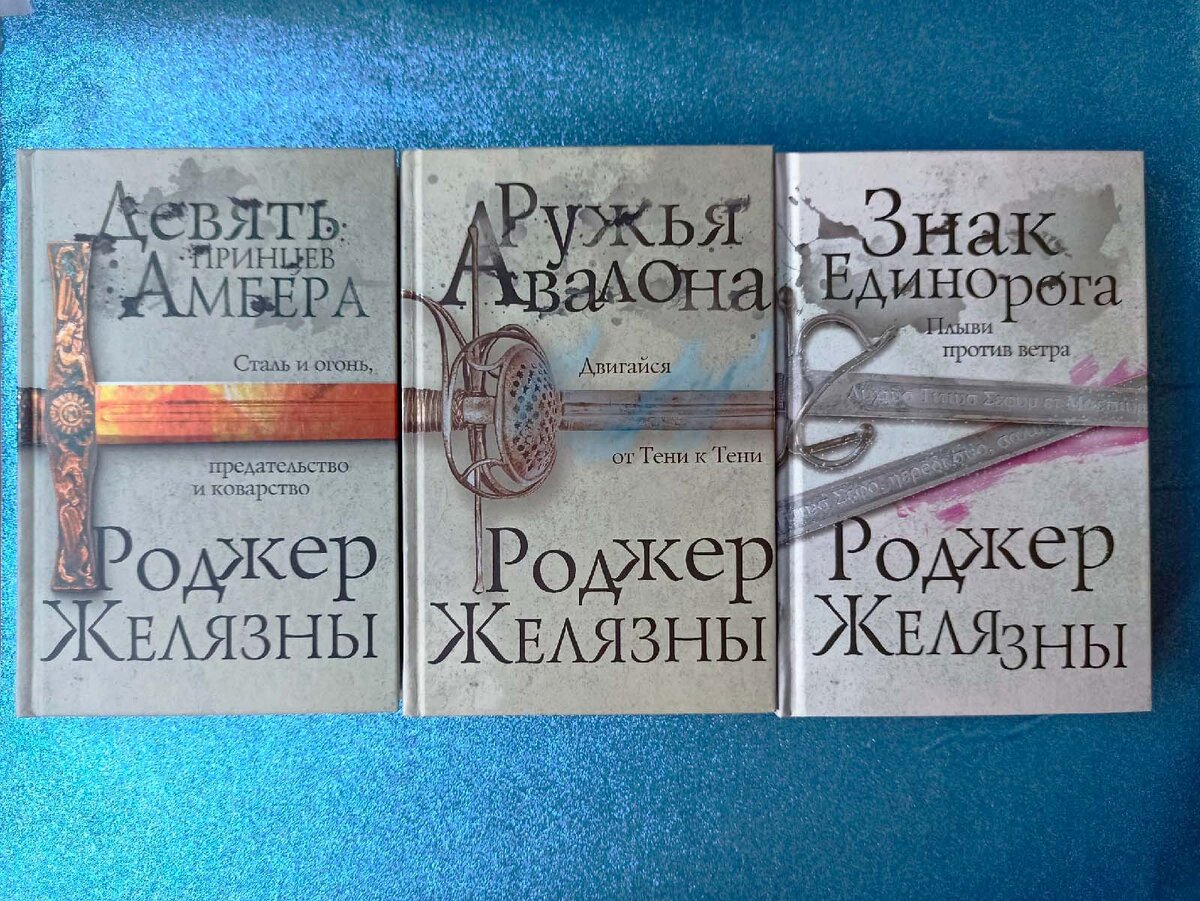 Девять
принцев
Амбера
Сталь и огонь,
предательство
и коварство
Роджер
Желязны
Ружья
Авалона
Двигайся
от Тени к Тени
Роджер
Желязны
Знак
Единорога
Плыви
против ветра
Роджер
Желязны